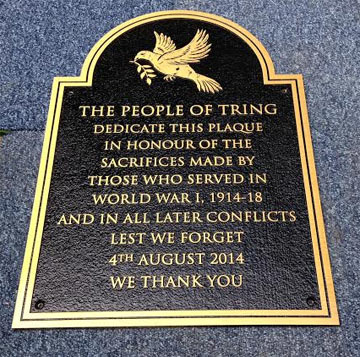 THE PEOPLE OF TRING
DEDICATE THIS PLAQUE
IN HONOUR OF THE
SACRIFICES MADE BY
THOSE WHO SERVED IN
WORLD WAR I, 1914-18
AND IN ALL LATER CONFLICTS
LEST WE FORGET
4TH AUGUST 2014
WE THANK YOU